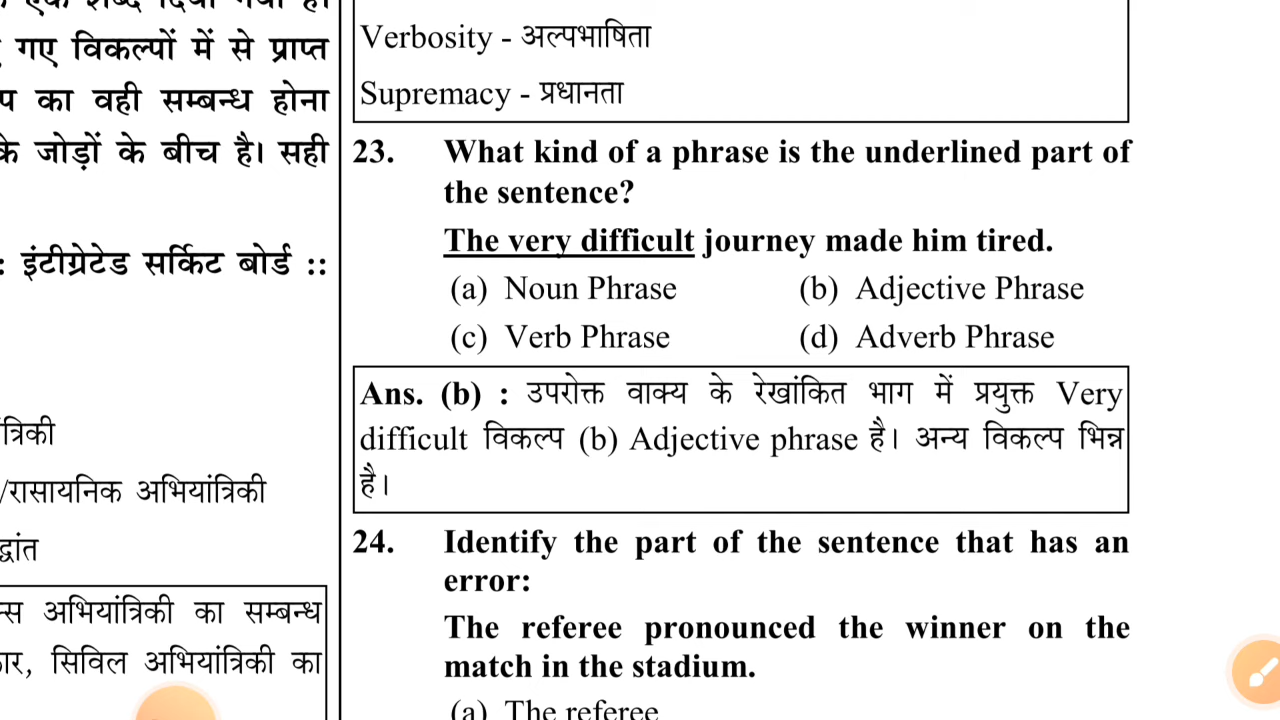 एक शब्द दिया गया है।
गए विकल्पों में से प्राप्त
प का वही सम्बन्ध होना
के जोड़ों के बीच है। सही
: इंटीग्रेटेड सर्किट बोर्ड ::
त्रिकी
/रासायनिक अभियांत्रिकी
द्धांत
स अभियांत्रिकी का सम्बन्ध
र, सिविल अभियांत्रिकी का
Verbosity - अल्पभाषिता
Supremacy - प्रधानता
23. What kind of a phrase is the underlined part of
the sentence?
The very difficult journey made him tired.
(a) Noun Phrase (b) Adjective Phrase
(c) Verb Phrase (d) Adverb Phrase
Ans. (b) : उपरोक्त वाक्य के रेखांकित भाग में प्रयुक्त Very
difficult विकल्प (b) Adjective phrase है। अन्य विकल्प भिन्न
है।
24. Identify the part of the sentence that has an
error:
The referee pronounced the winner on the
match in the stadium.
(a) The referee